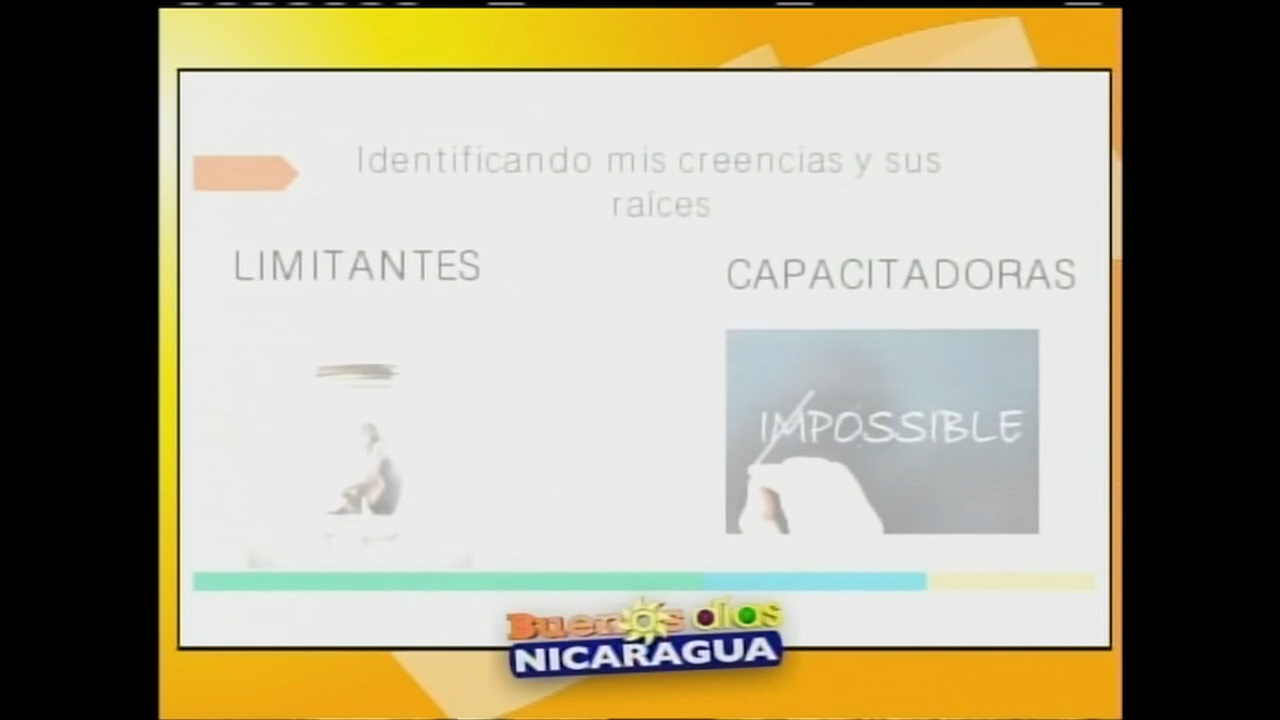 Identificando mis creencias y sus
raíces
LIMITANTES
CAPACITADORAS
IMPOSSIBLE
Buenos días
NICARAGUA